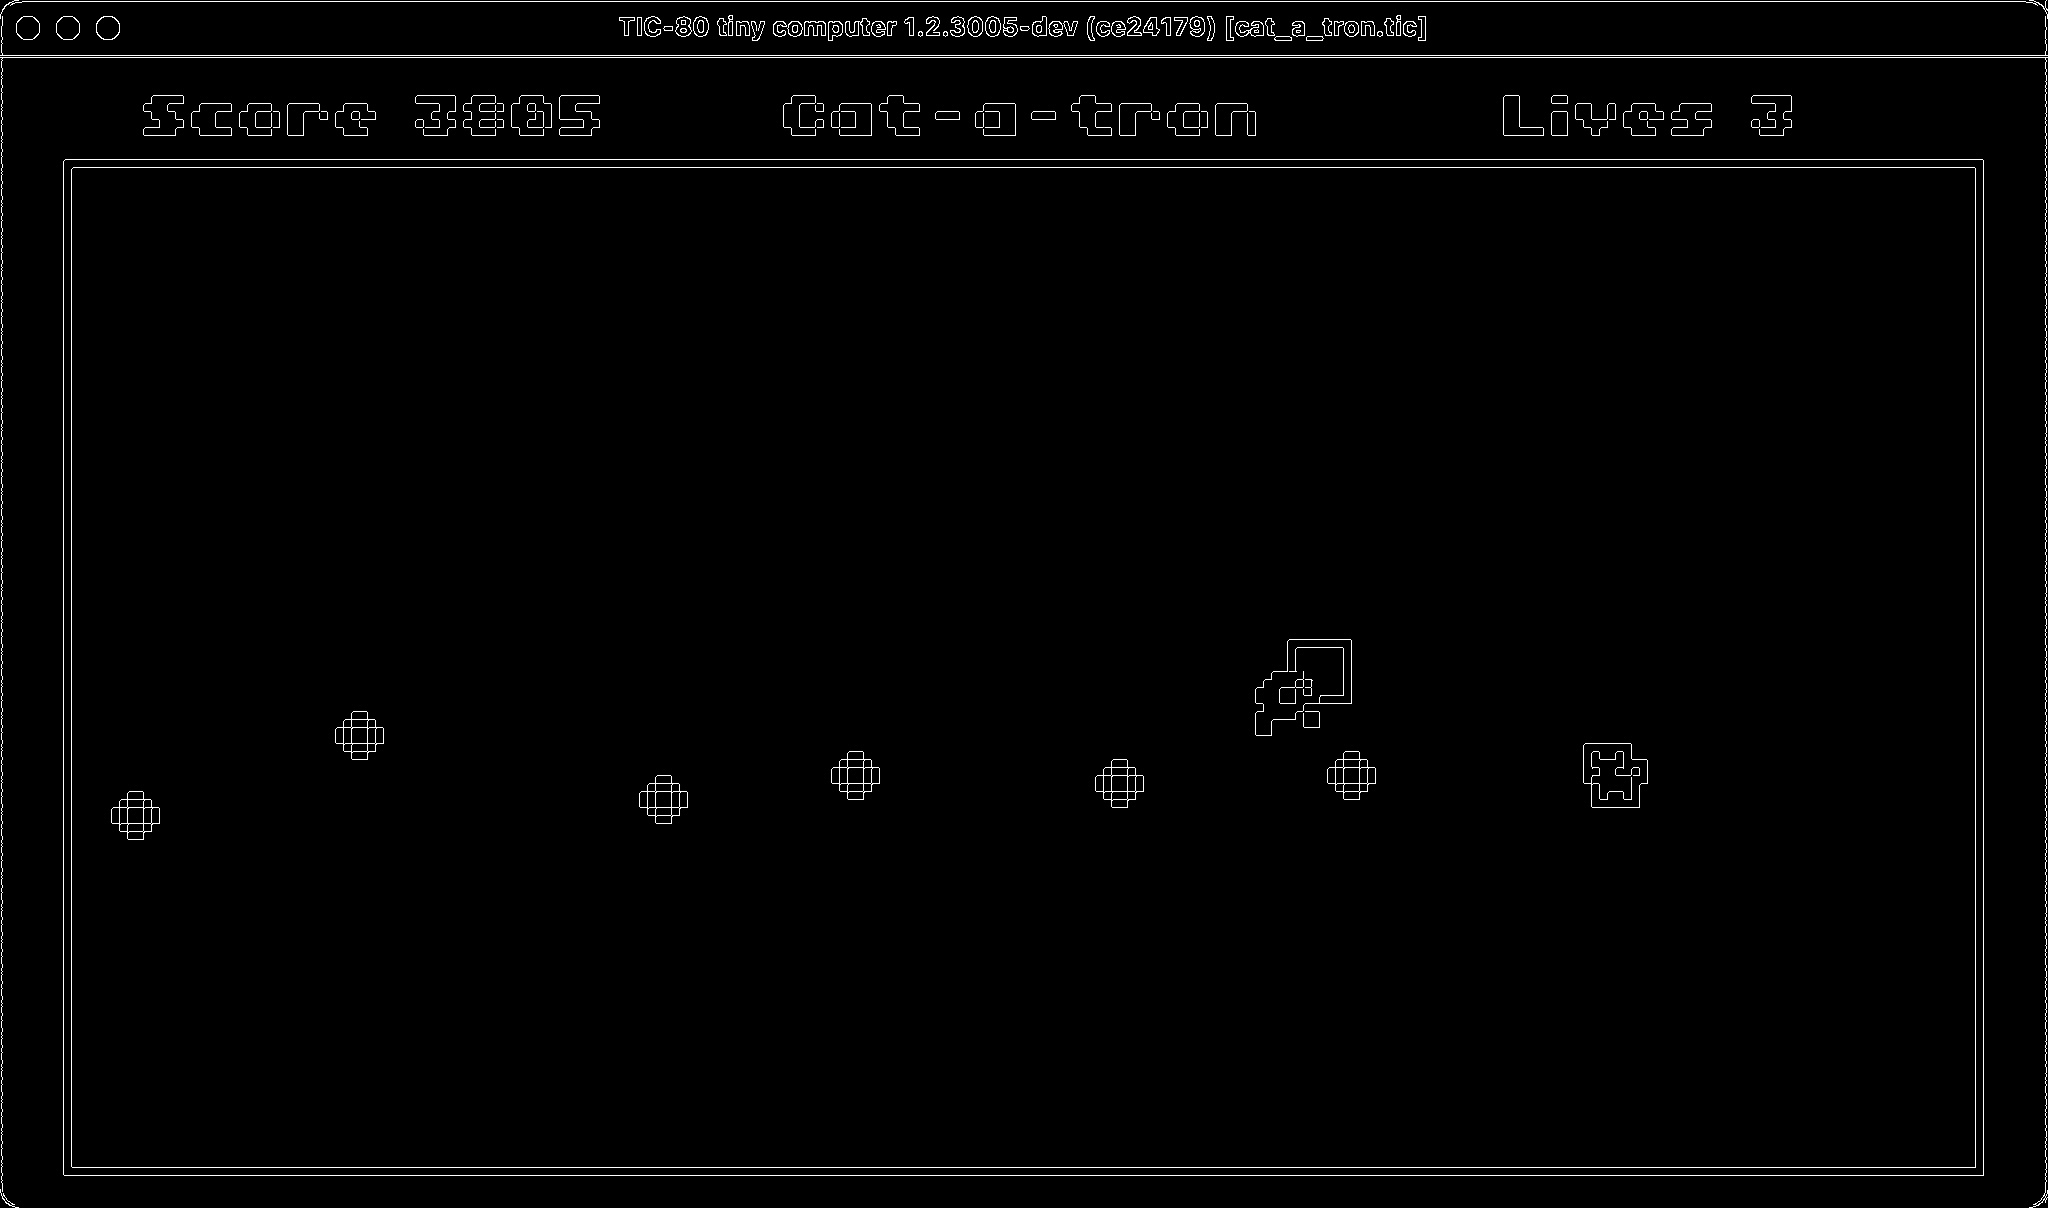 TIC-80 tiny computer 1.2.3005-dev (ce24179) [cat_a_tron.tic]
Score 3805 Cat-a-tron Lives 3